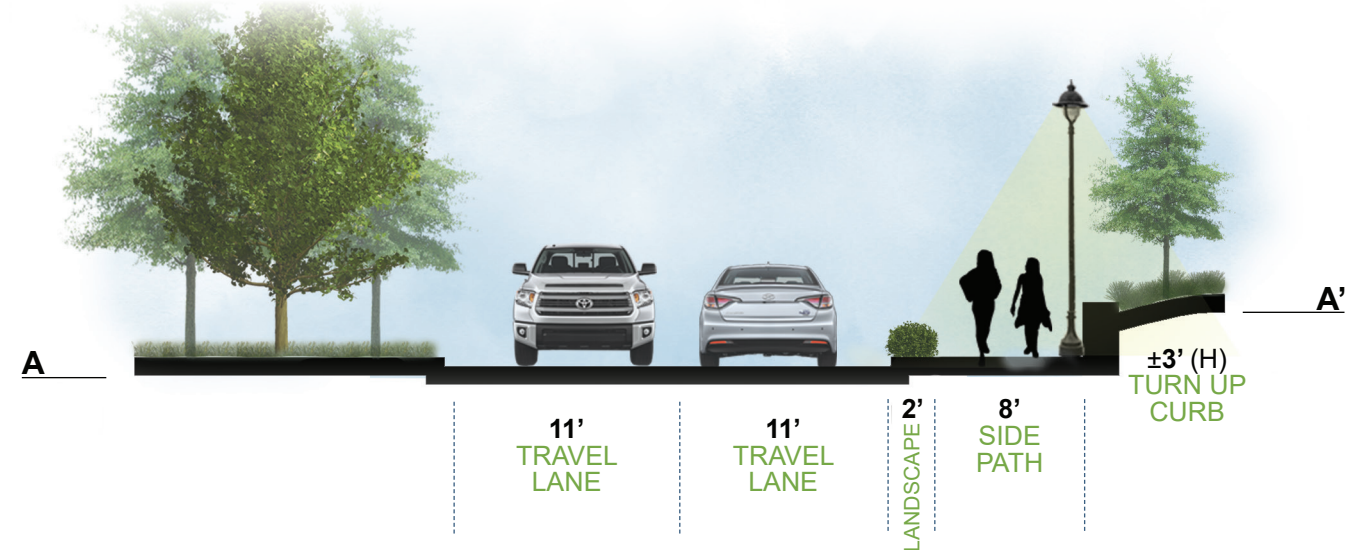 A
A’
11’
TRAVEL
LANE
11’
TRAVEL
LANE
2’
LANDSCAPE
8’
SIDE
PATH
±3’ (H)
TURN UP
CURB